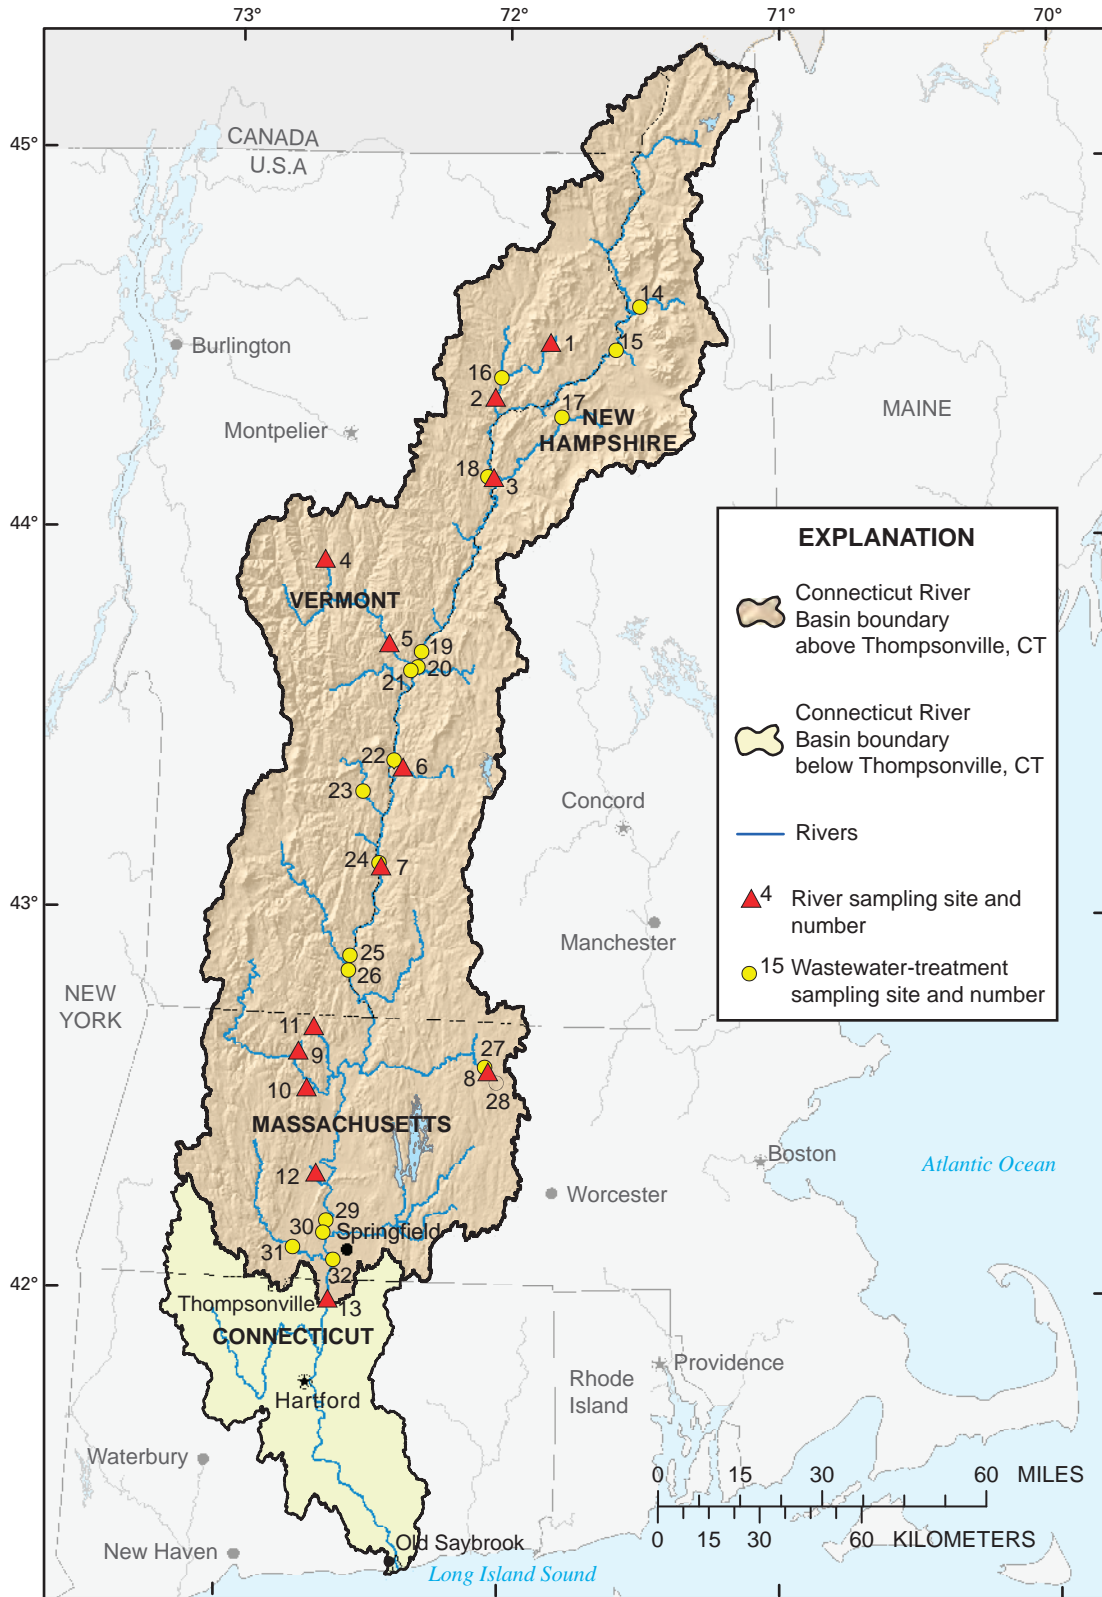 73°
72°
71°
70°
45°
CANADA
U.S.A
14
Burlington
1
15
16
2
17
MAINE
NEW
HAMPSHIRE
Montpelier
18
3
44°
EXPLANATION
Connecticut River
Basin boundary
above Thompsonville, CT
Connecticut River
Basin boundary
below Thompsonville, CT
Rivers
4 River sampling site and
number
15 Wastewater-treatment
sampling site and number
4
VERMONT
5
19
20
21
22
6
23
Concord
24
7
43°
Manchester
25
26
NEW
YORK
11
9
27
8
10
28
MASSACHUSETTS
Boston
Atlantic Ocean
12
Worcester
29
30
Springfield
31
32
42°
Thompsonville
13
CONNECTICUT
Providence
Rhode
Island
Hartford
Waterbury
0 15 30 60 MILES
0 15 30 60 KILOMETERS
New Haven
Old Saybrook
Long Island Sound